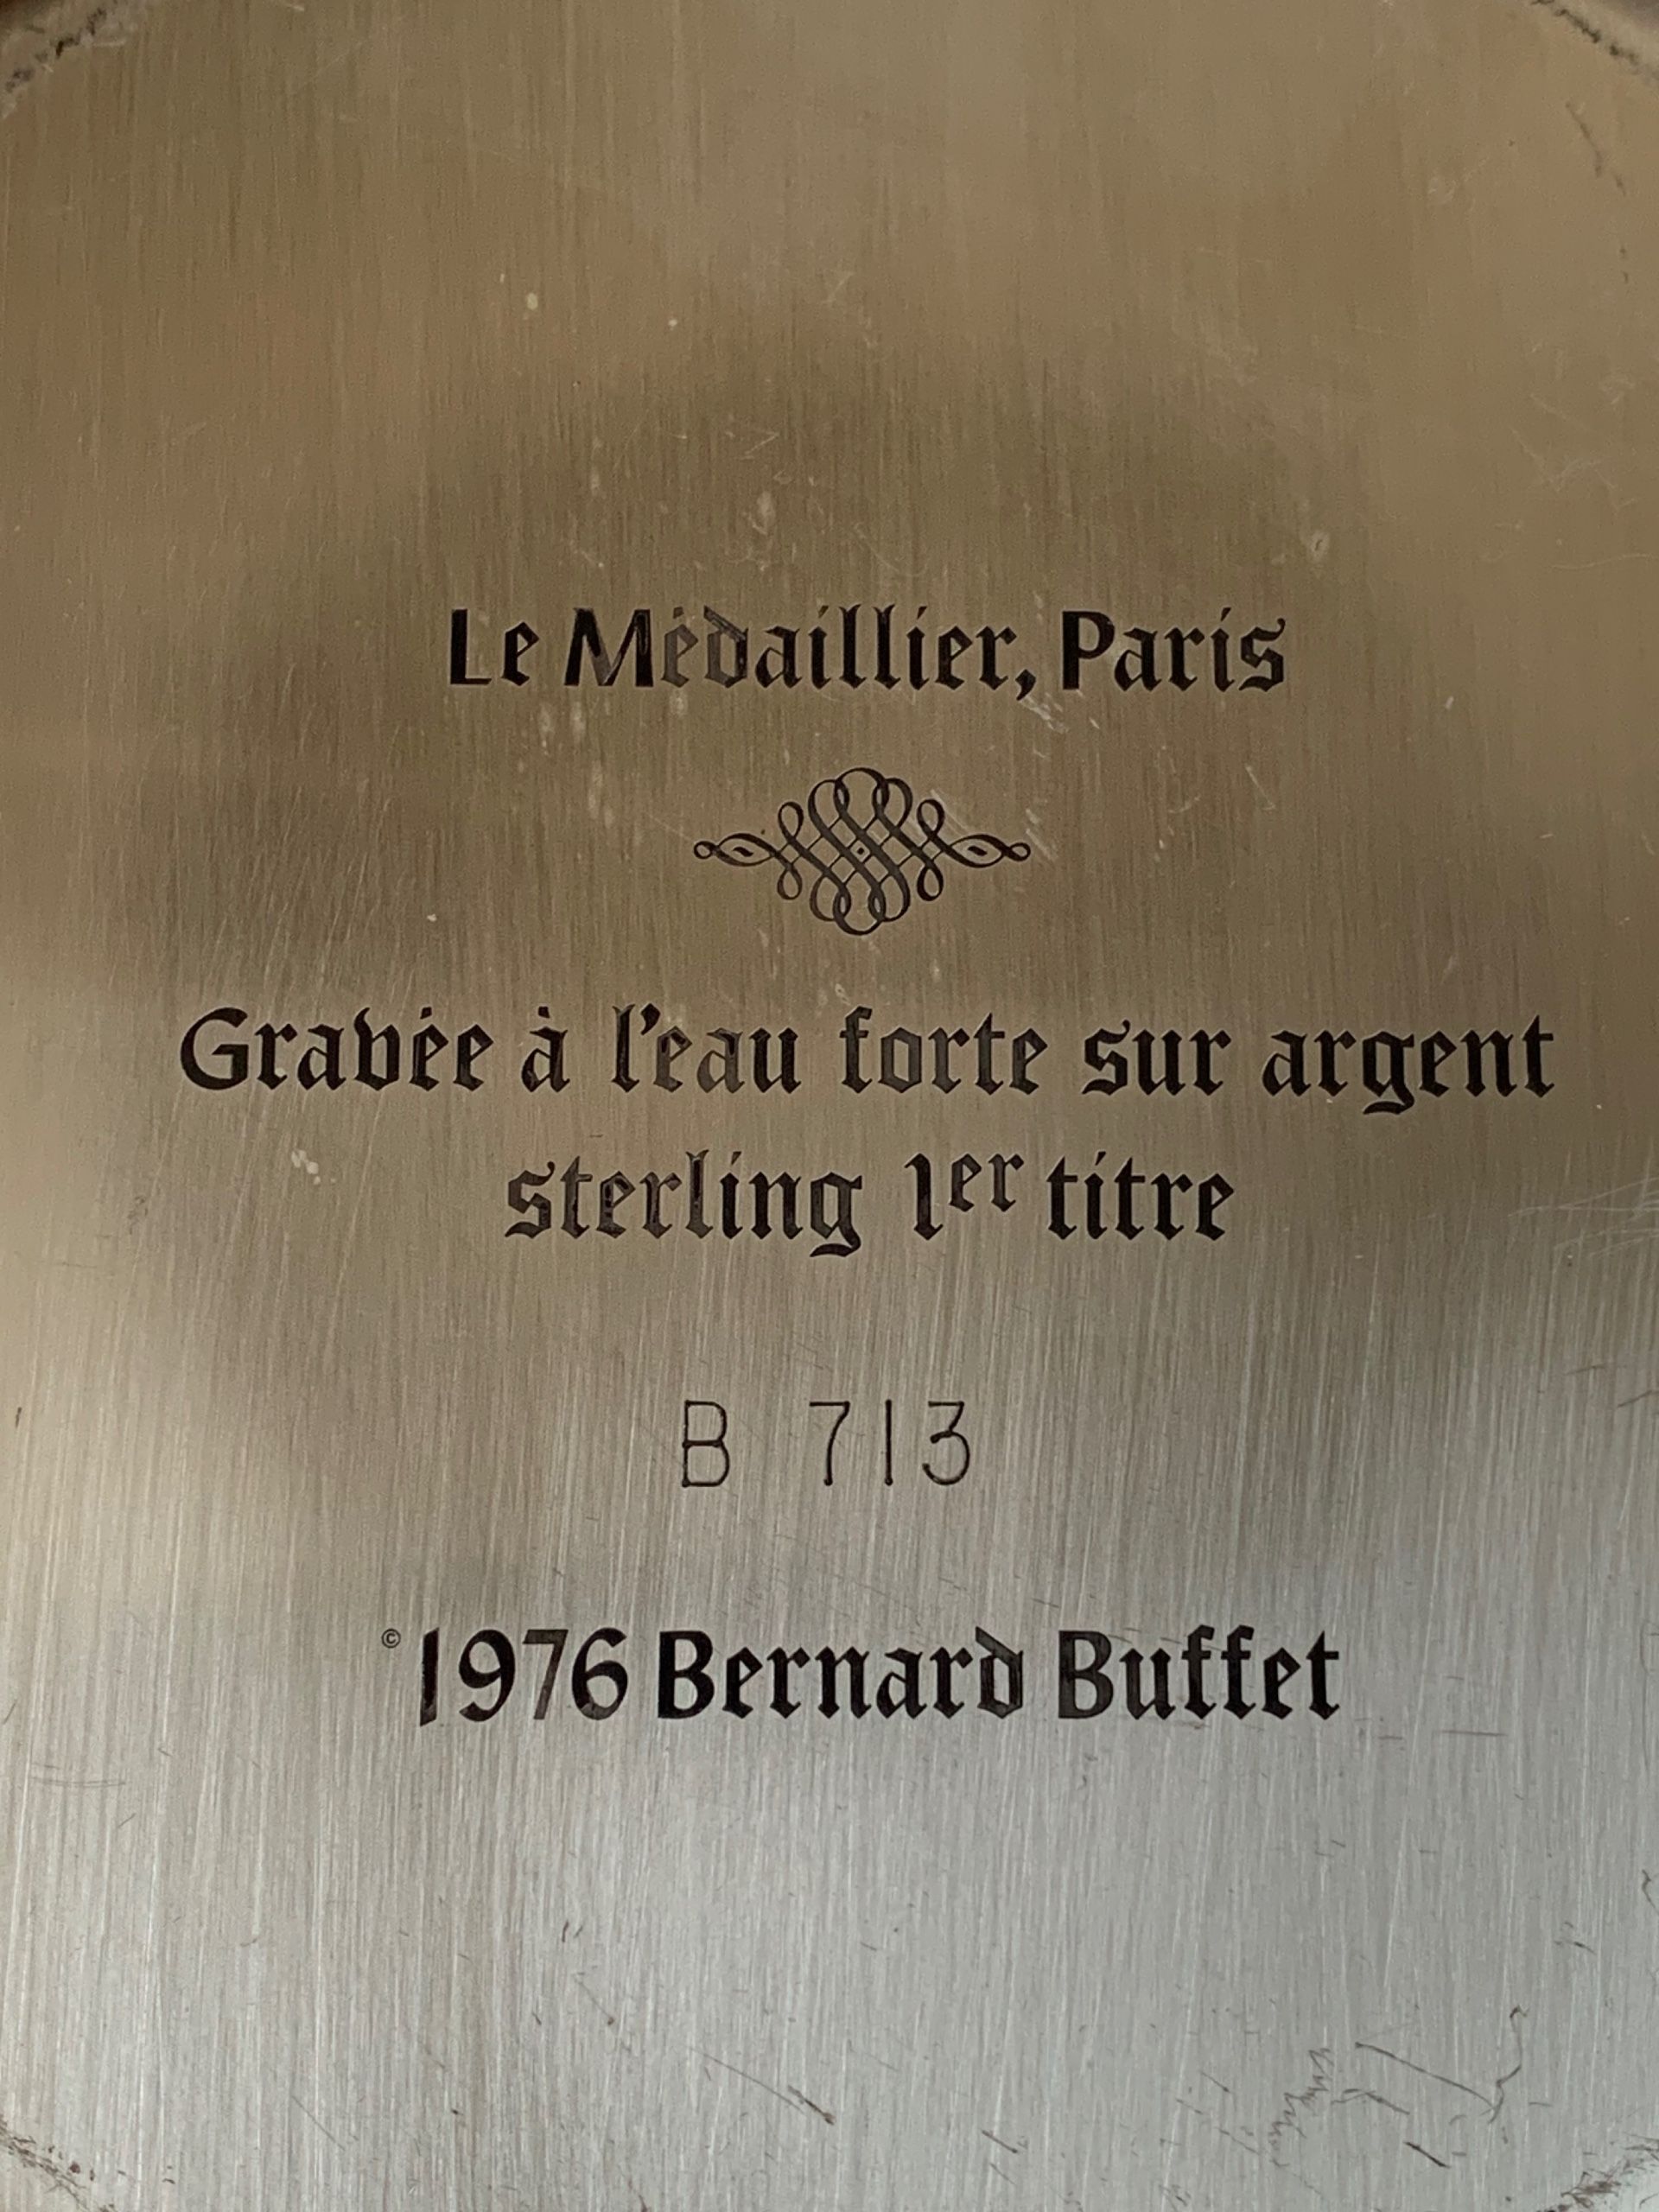 Le Médaillier, Paris
Gravée à l'eau forte sur argent
sterling 1er titre
B 713
©1976 Bernard Buffet